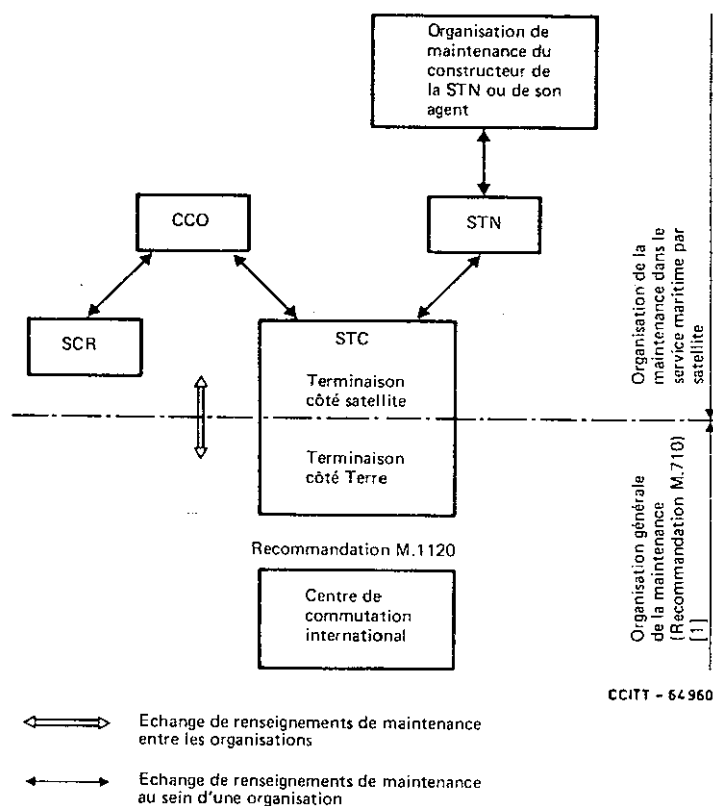 Organisation de
maintenance du
constructeur de
la STN ou de son
agent
CCO
STN
SCR
STC
Terminaison
côté satellite
Terminaison
côté Terre
Organisation de la
maintenance dans le
service maritime par
satellite
Recommandation M.1120
Centre de
commutation
international
Organisation générale
de la maintenance
(Recommandation M.710)
[1]
CCITT - 64960
Echange de renseignements de maintenance
entre les organisations
Echange de renseignements de maintenance
au sein d'une organisation